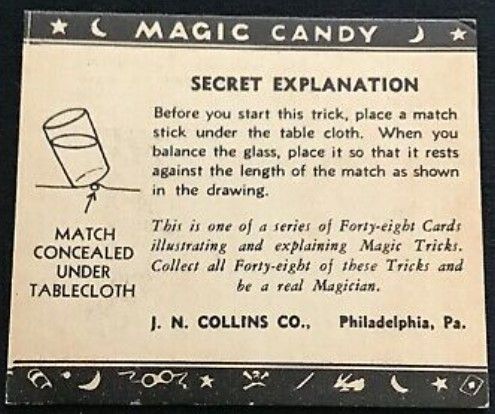 MAGIC CANDY
SECRET EXPLANATION
Before you start this trick, place a match
stick under the table cloth. When you
balance the glass, place it so that it rests
against the length of the match as shown
in the drawing.
MATCH
CONCEALED
UNDER
TABLECLOTH
This is one of a series of Forty-eight Cards
illustrating and explaining Magic Tricks.
Collect all Forty-eight of these Tricks and
be a real Magician.
J. N. COLLINS CO., Philadelphia, Pa.